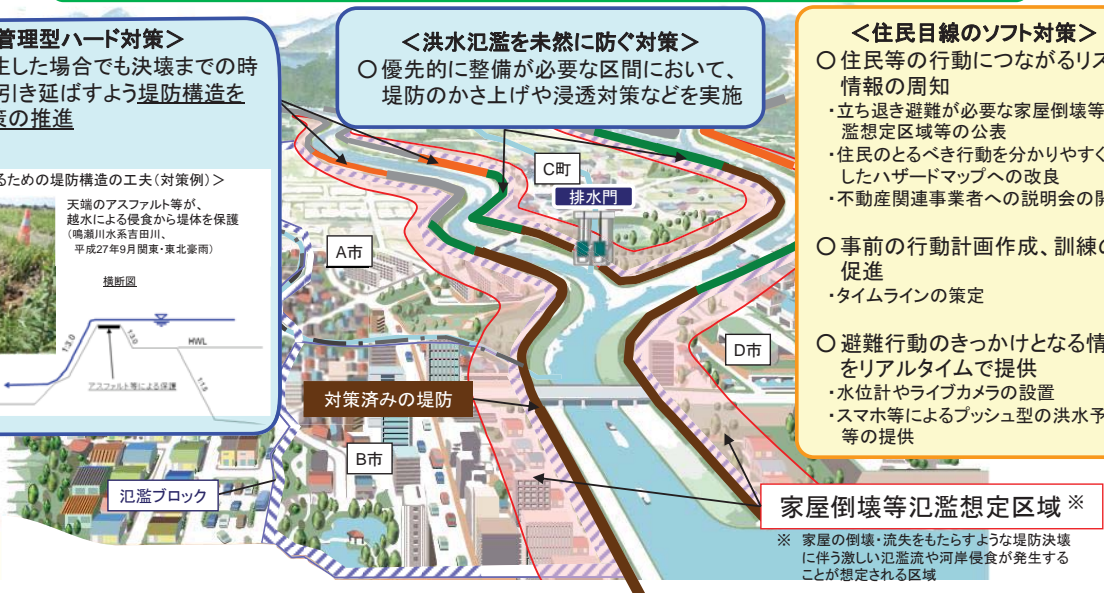 管理型ハード対策＞
生した場合でも決壊までの時
引き延ばすよう堤防構造を
策の推進
るための堤防構造の工夫（対策例）＞
天端のアスファルト等が、
越水による侵食から堤体を保護
（鳴瀬川水系吉田川、
平成27年9月関東・東北豪雨）
横断図
1:3.0
1:3.0
HWL
1:1.5
アスファルト等による保護
＜洪水氾濫を未然に防ぐ対策＞
○優先的に整備が必要な区間において、
堤防のかさ上げや浸透対策などを実施
＜住民目線のソフト対策＞
○住民等の行動につながるリス
情報の周知
・立ち退き避難が必要な家屋倒壊等
濫想定区域等の公表
・住民のとるべき行動を分かりやすく
したハザードマップへの改良
・不動産関連事業者への説明会の開
○事前の行動計画作成、訓練の
促進
・タイムラインの策定
○避難行動のきっかけとなる情
をリアルタイムで提供
・水位計やライブカメラの設置
・スマホ等によるプッシュ型の洪水予
等の提供
C町
排水門
A市
D市
対策済みの堤防
B市
氾濫ブロック
家屋倒壊等氾濫想定区域※
※ 家屋の倒壊・流失をもたらすような堤防決壊
に伴う激しい氾濫流や河岸侵食が発生する
ことが想定される区域